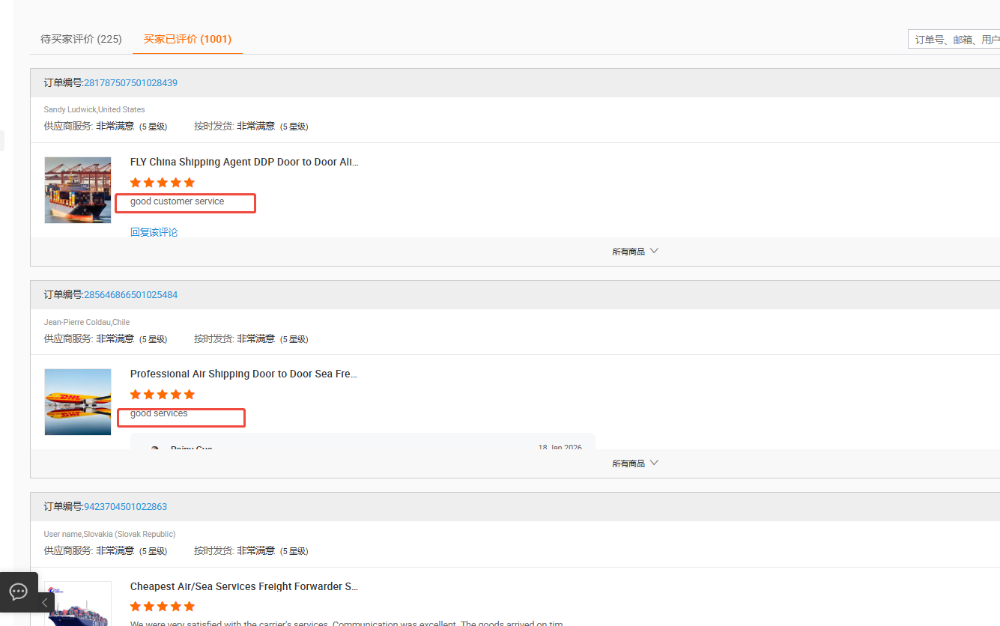 待买家评价 (225)
买家已评价 (1001)
订单号、邮箱、用户
订单编号:281787507501028439
Sandy Ludwick,United States
供应商服务: 非常满意 (5 星级) 按时发货: 非常满意 (5 星级)
FLY China Shipping Agent DDP Door to Door Ali...
good customer service
回复该评论
所有商品
订单编号:285646866501025484
Jean-Pierre Coldau,Chile
供应商服务: 非常满意 (5 星级) 按时发货: 非常满意 (5 星级)
Professional Air Shipping Door to Door Sea Fre...
DHL
good services
Rainy Guo
18 Jan 2026
所有商品
订单编号:9423704501022863
User name,Slovakia (Slovak Republic)
供应商服务: 非常满意 (5 星级) 按时发货: 非常满意 (5 星级)
Cheapest Air/Sea Services Freight Forwarder S...
We were very satisfied with the carrier's services. Communication was excellent. The goods arrived on tim